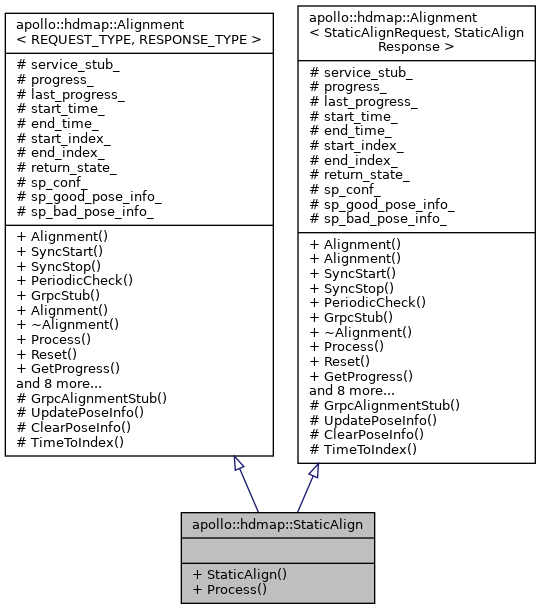 apollo::hdmap::Alignment
< REQUEST_TYPE, RESPONSE_TYPE >
# service_stub_
# progress_
# last_progress_
# start_time_
# end_time_
# start_index_
# end_index_
# return_state_
# sp_conf_
# sp_good_pose_info_
# sp_bad_pose_info_
+ Alignment()
+ SyncStart()
+ SyncStop()
+ PeriodicCheck()
+ GrpcStub()
+ Alignment()
+ ~Alignment()
+ Process()
+ Reset()
+ GetProgress()
and 8 more...
# GrpcAlignmentStub()
# UpdatePoseInfo()
# ClearPoseInfo()
# TimeToIndex()
apollo::hdmap::Alignment
< StaticAlignRequest, StaticAlign
Response >
# service_stub_
# progress_
# last_progress_
# start_time_
# end_time_
# start_index_
# end_index_
# return_state_
# sp_conf_
# sp_good_pose_info_
# sp_bad_pose_info_
+ Alignment()
+ Alignment()
+ SyncStart()
+ SyncStop()
+ PeriodicCheck()
+ GrpcStub()
+ ~Alignment()
+ Process()
+ Reset()
+ GetProgress()
and 8 more...
# GrpcAlignmentStub()
# UpdatePoseInfo()
# ClearPoseInfo()
# TimeToIndex()
apollo::hdmap::StaticAlign
+ StaticAlign()
+ Process()